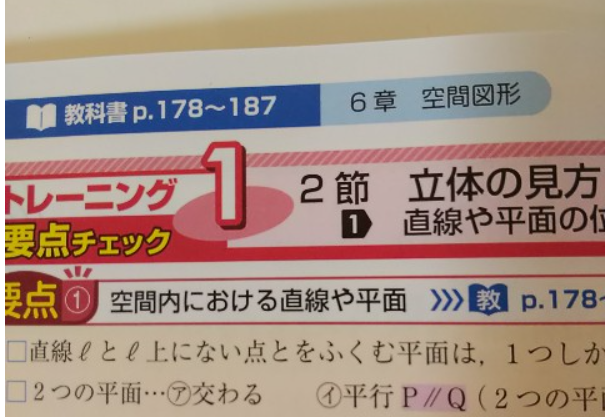 教科書 p.178～187 6章 空間図形
トレーニング 1 2節 立体の見方
要点チェック 1 直線や平面の位
要点① 空間内における直線や平面 》》》教 p.178~
□直線ℓとℓ上にない点とをふくむ平面は，1つしか
□2つの平面…㋐交わる ㋑平行 P∥Q（2つの平